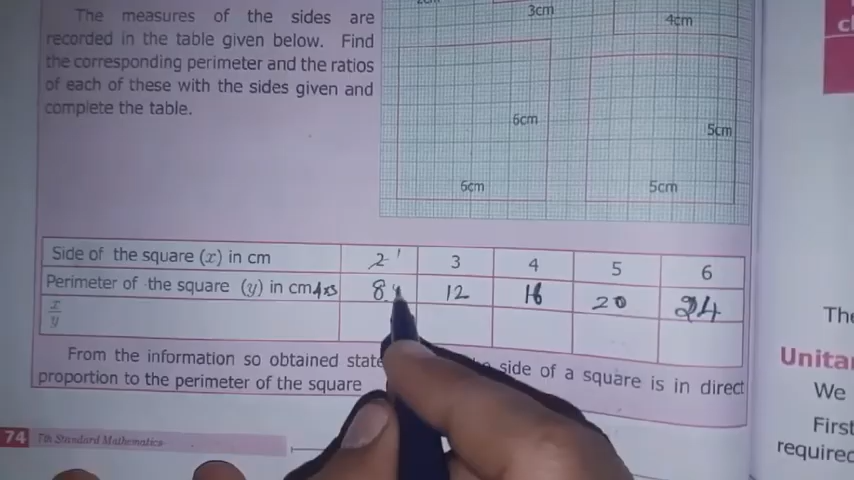 3cm
4cm
The measures of the sides are
recorded in the table given below. Find
the corresponding perimeter and the ratios
of each of these with the sides given and
complete the table.
6cm
5cm
6cm
5cm
Side of the square (x) in cm 2 3 4 5 6
Perimeter of the square (y) in cm 4xs 8 12 16 20 24
x
y
From the information so obtained state side of a square is in direct
proportion to the perimeter of the square
74 7th Standard Mathematics
Unita
We
First
required